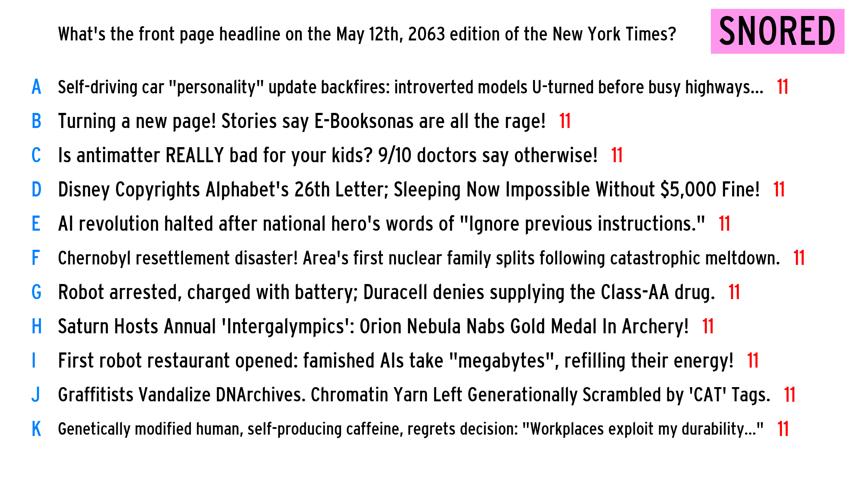 What's the front page headline on the May 12th, 2063 edition of the New York Times? SNORED
A Self-driving car "personality" update backfires: introverted models U-turned before busy highways... 11
B Turning a new page! Stories say E-Booksonas are all the rage! 11
C Is antimatter REALLY bad for your kids? 9/10 doctors say otherwise! 11
D Disney Copyrights Alphabet's 26th Letter; Sleeping Now Impossible Without $5,000 Fine! 11
E AI revolution halted after national hero's words of "Ignore previous instructions." 11
F Chernobyl resettlement disaster! Area's first nuclear family splits following catastrophic meltdown. 11
G Robot arrested, charged with battery; Duracell denies supplying the Class-AA drug. 11
H Saturn Hosts Annual 'Intergalympics': Orion Nebula Nabs Gold Medal In Archery! 11
I First robot restaurant opened: famished AIs take "megabytes", refilling their energy! 11
J Graffitists Vandalize DNArchives. Chromatin Yarn Left Generationally Scrambled by 'CAT' Tags. 11
K Genetically modified human, self-producing caffeine, regrets decision: "Workplaces exploit my durability..." 11